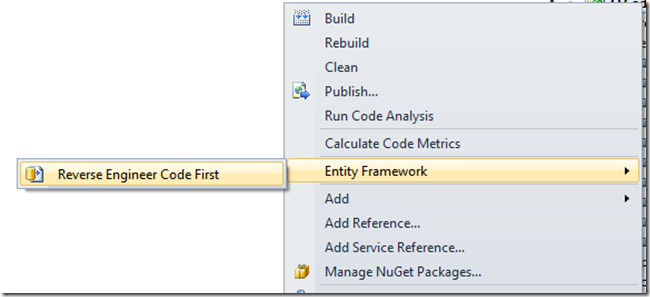 Build
Rebuild
Clean
Publish...
Run Code Analysis
Calculate Code Metrics
Reverse Engineer Code First
Entity Framework
Add
Add Reference...
Add Service Reference...
Manage NuGet Packages...